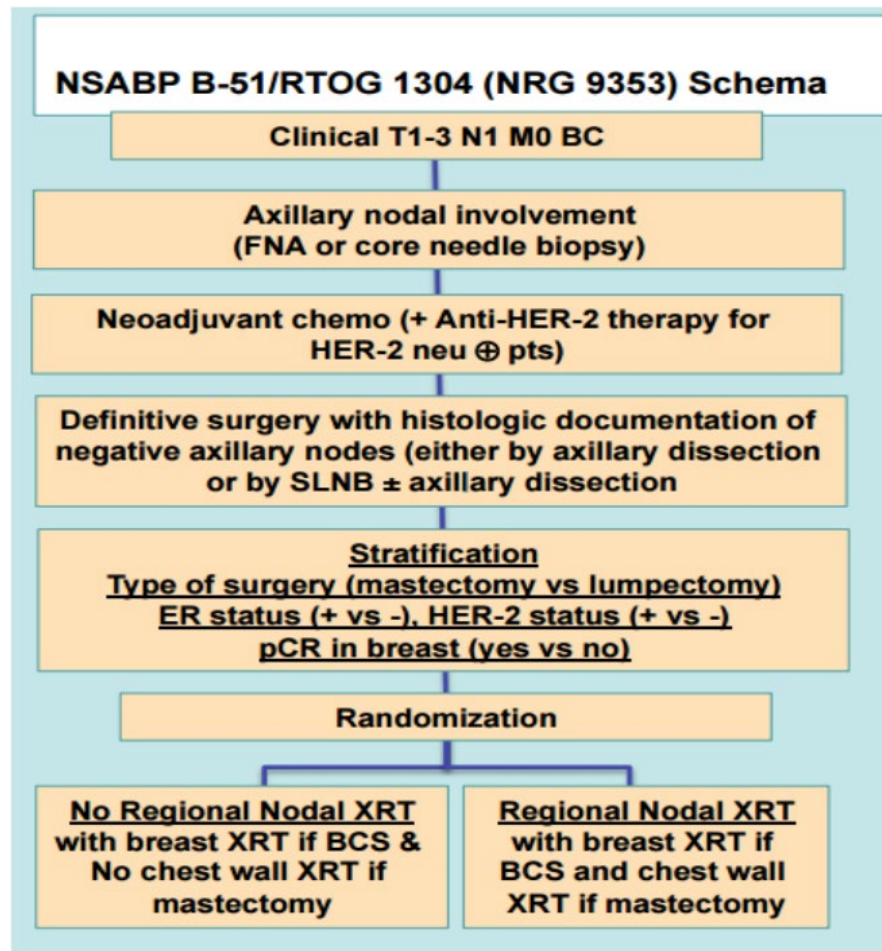 NSABP B-51/RTOG 1304 (NRG 9353) Schema
Clinical T1-3 N1 M0 BC
Axillary nodal involvement
(FNA or core needle biopsy)
Neoadjuvant chemo (+ Anti-HER-2 therapy for
HER-2 neu ⊕ pts)
Definitive surgery with histologic documentation of
negative axillary nodes (either by axillary dissection
or by SLNB ± axillary dissection
Stratification
Type of surgery (mastectomy vs lumpectomy)
ER status (+ vs -), HER-2 status (+ vs -)
pCR in breast (yes vs no)
Randomization
No Regional Nodal XRT
with breast XRT if BCS &
No chest wall XRT if
mastectomy
Regional Nodal XRT
with breast XRT if
BCS and chest wall
XRT if mastectomy